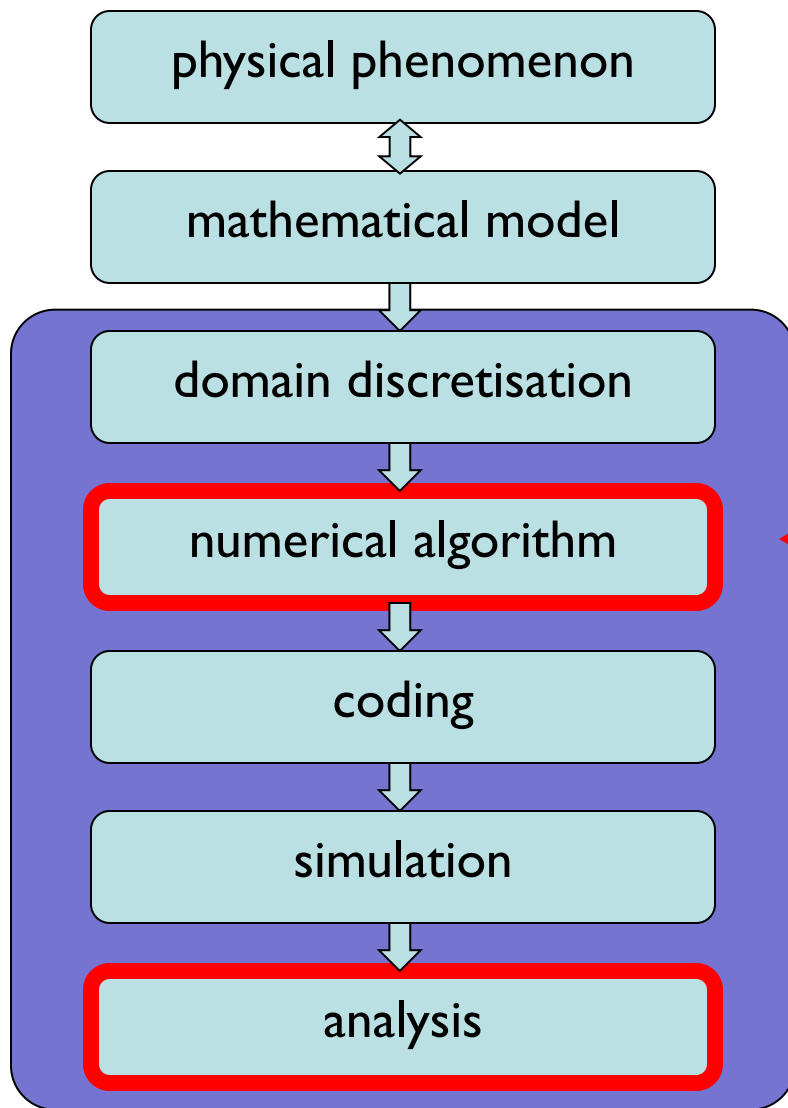 physical phenomenon
mathematical model
domain discretisation
numerical algorithm
coding
simulation
analysis